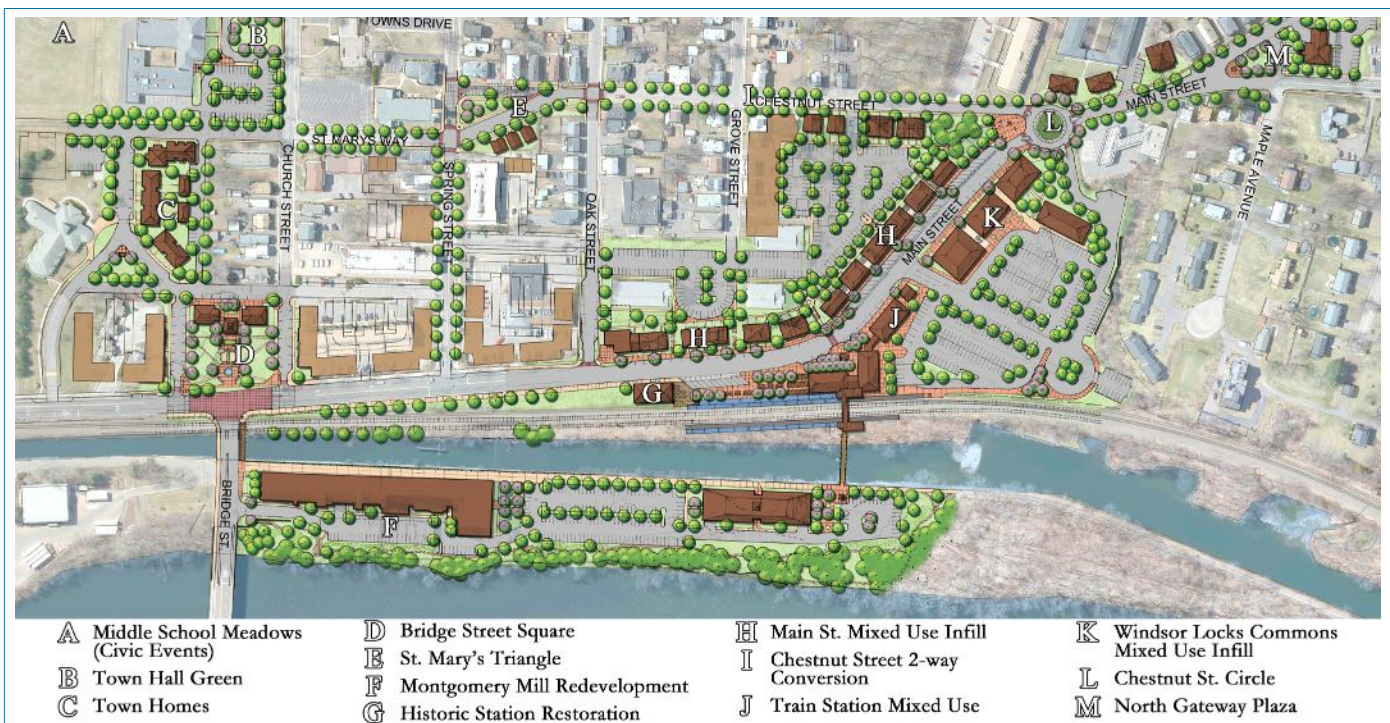 A
B
TOWNS DRIVE
M
E
I
CHESTNUT STREET
MAIN STREET
L
ST MARYS WAY
CHURCH STREET
SPRING STREET
OAK STREET
GROVE STREET
MAPLE AVENUE
C
H
MAIN STREET
K
J
D
H
G
BRIDGE ST
F
A Middle School Meadows
(Civic Events)
B Town Hall Green
C Town Homes
D Bridge Street Square
E St. Mary's Triangle
F Montgomery Mill Redevelopment
G Historic Station Restoration
H Main St. Mixed Use Infill
I Chestnut Street 2-way
Conversion
J Train Station Mixed Use
K Windsor Locks Commons
Mixed Use Infill
L Chestnut St. Circle
M North Gateway Plaza